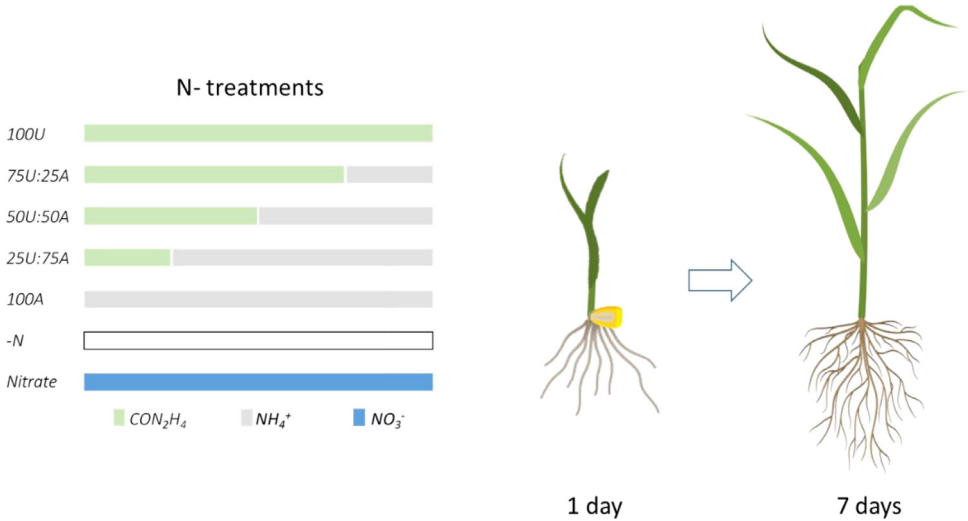 N- treatments
100U
75U:25A
50U:50A
25U:75A
100A
-N
Nitrate
CON₂H₄
NH₄⁺
NO₃⁻
1 day
7 days